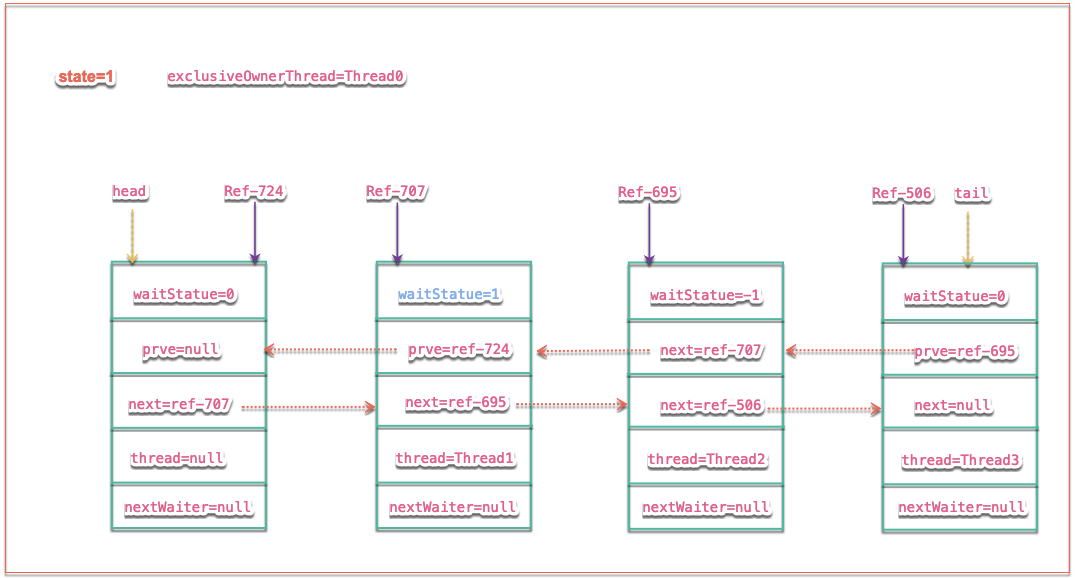 state=1
exclusiveOwnerThread=Thread0
head
Ref-724
Ref-707
Ref-695
Ref-506
tail
waitStatue=0
prve=null
next=ref-707
thread=null
nextWaiter=null
waitStatue=1
prve=ref-724
next=ref-695
thread=Thread1
nextWaiter=null
waitStatue=-1
next=ref-707
next=ref-506
thread=Thread2
nextWaiter=null
waitStatue=0
prve=ref-695
next=null
thread=Thread3
nextWaiter=null